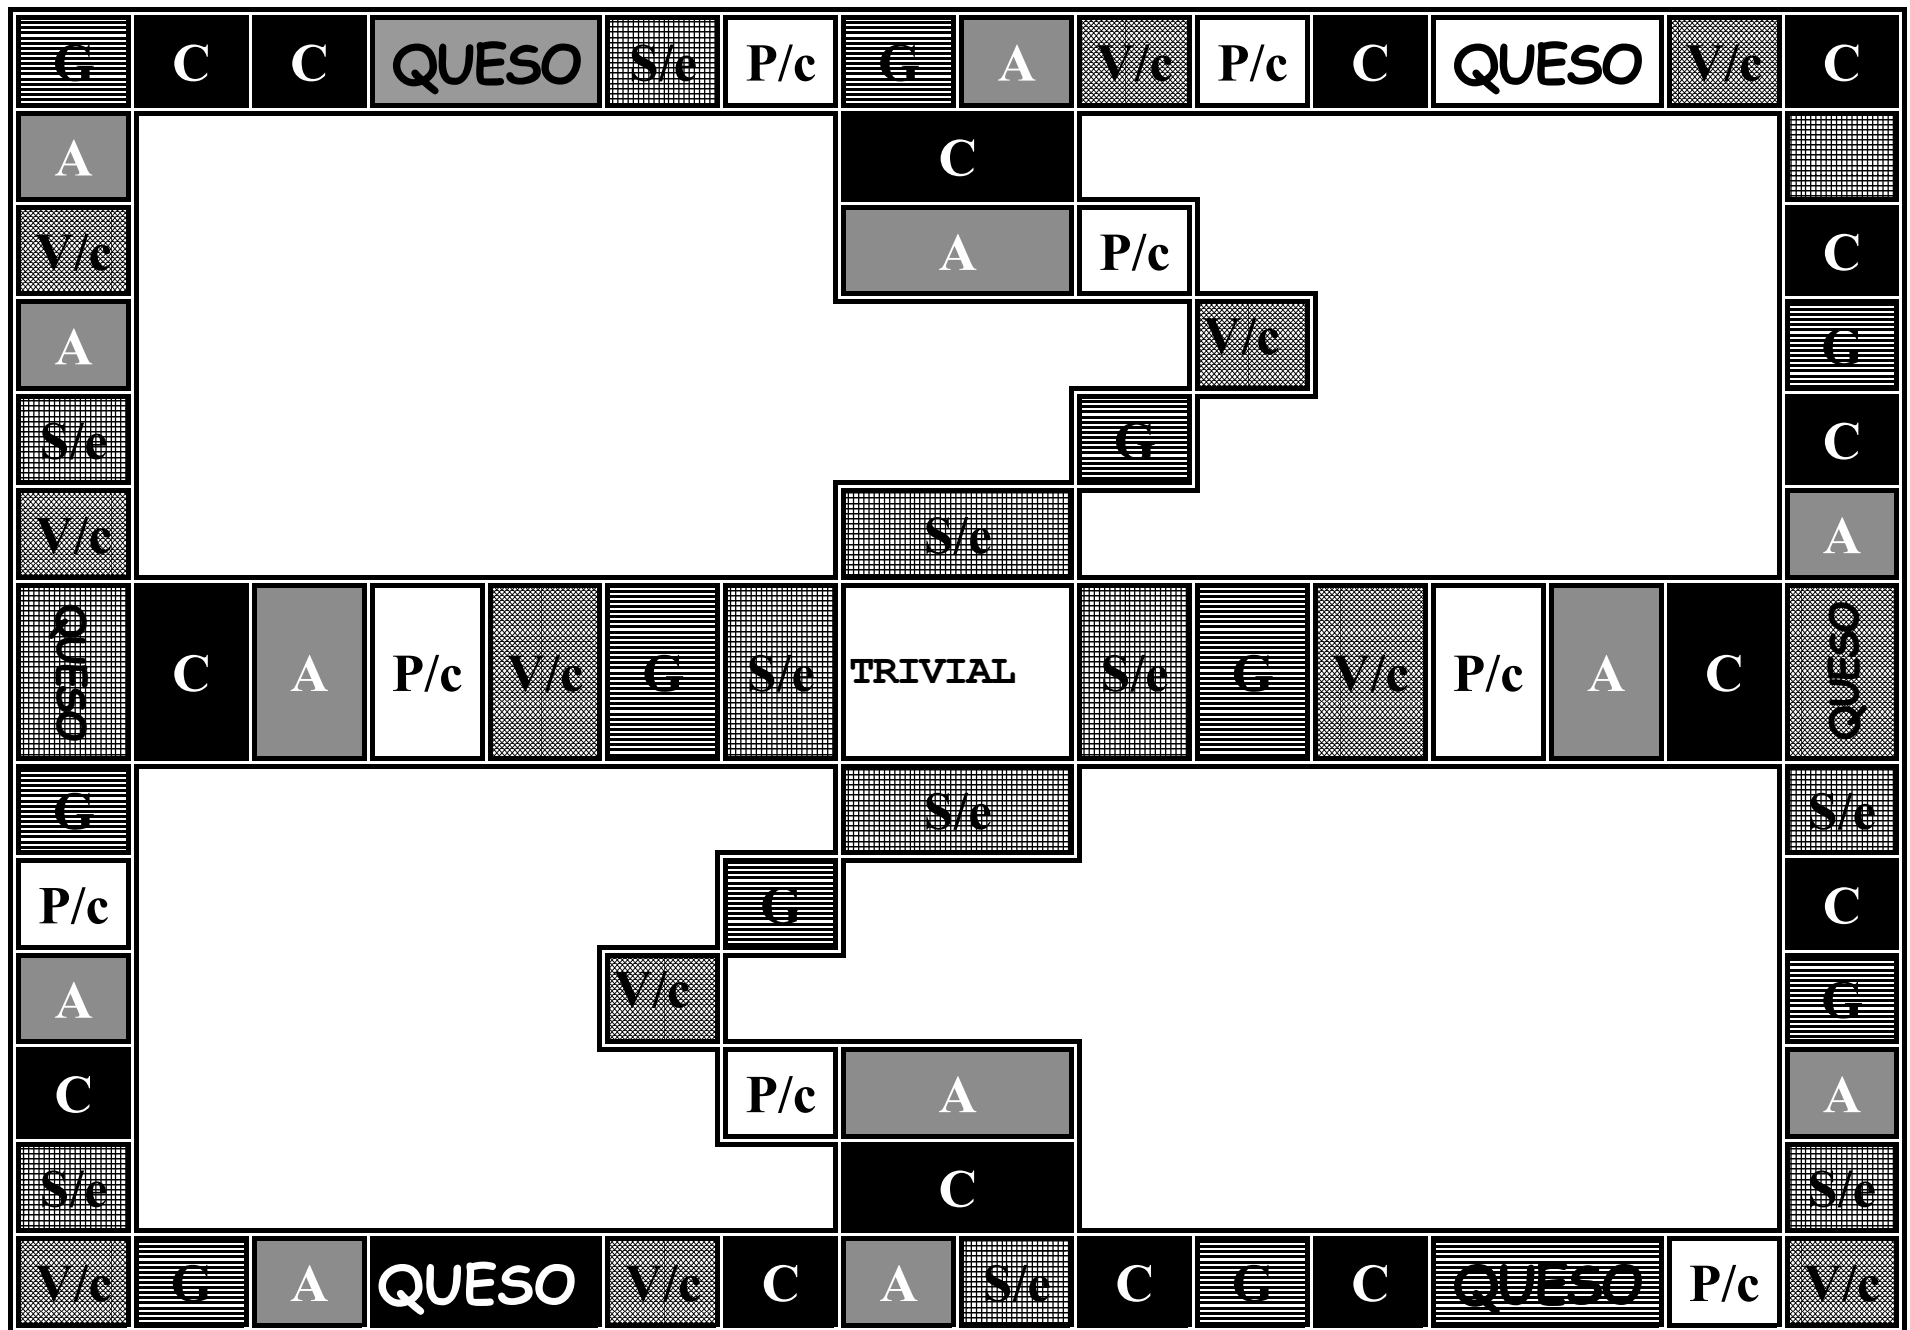 G C C QUESO S/e P/c G A V/c P/c C QUESO V/c C
A C
V/c A P/c C
A V/c G
S/e G C
V/c S/e A
QUESO C A P/c V/c G S/e TRIVIAL S/e G V/c P/c A C QUESO
G S/e S/e
P/c G C
A V/c G
C P/c A A
S/e C S/e
V/c G A QUESO V/c C A S/e C G C QUESO P/c V/c